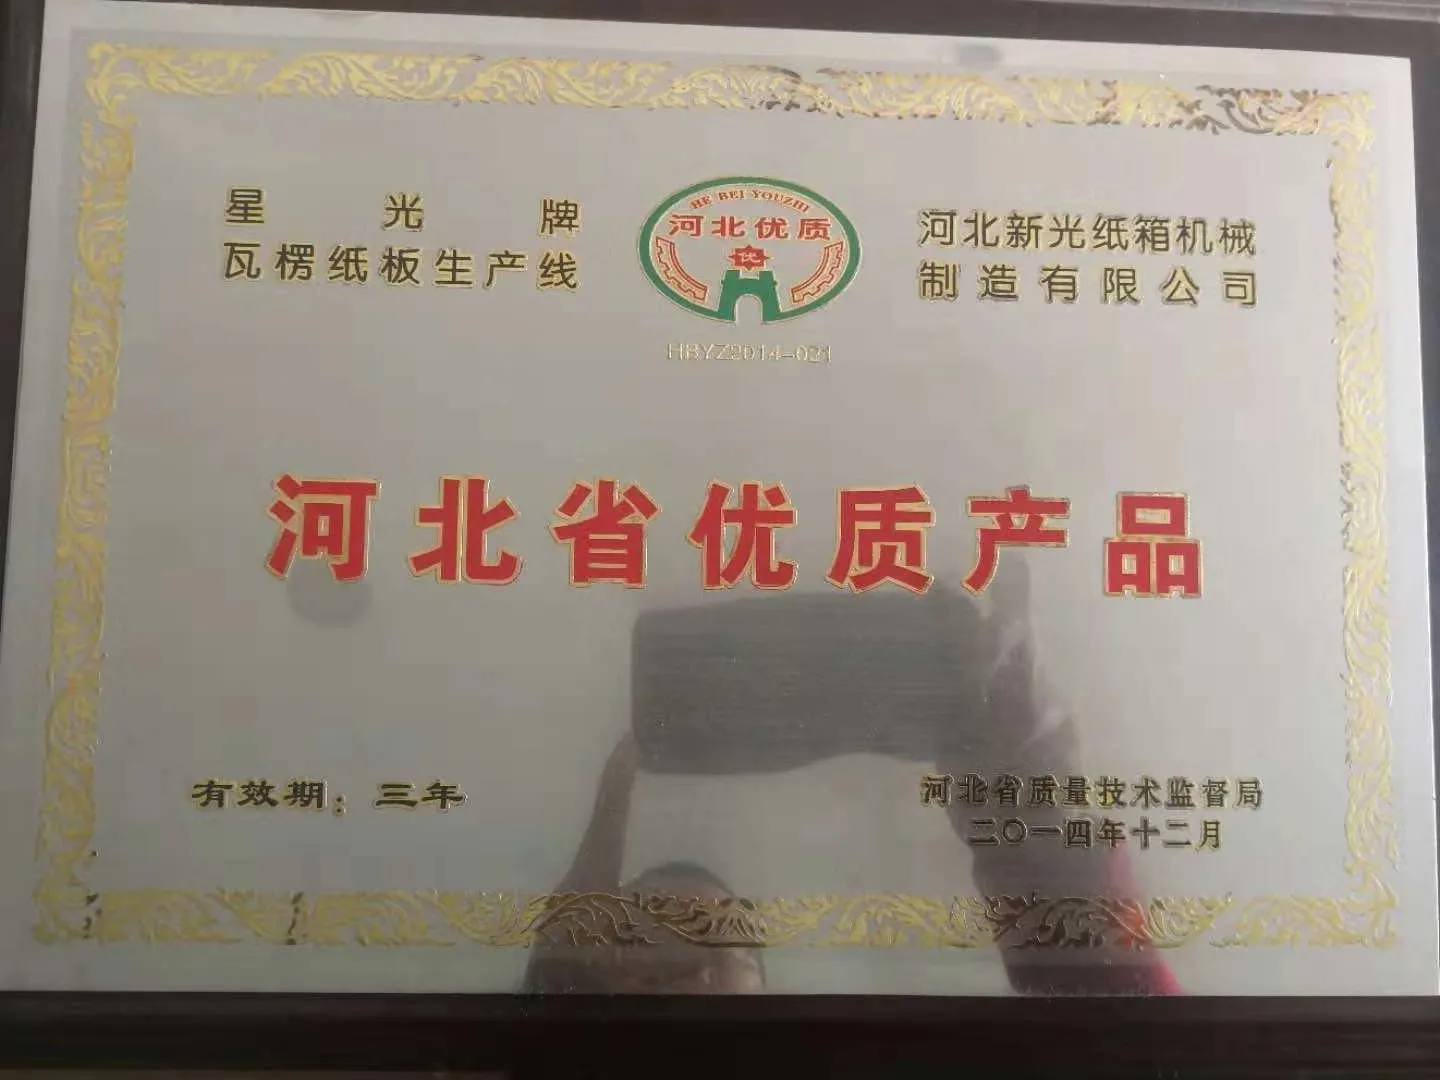 星光牌
瓦楞纸板生产线
HE BEI YOUZHI
河北优质
优
HBYZ2014-021
河北新光纸箱机械
制造有限公司
河北省优质产品
有效期：三年
河北省质量技术监督局
二〇一四年十二月